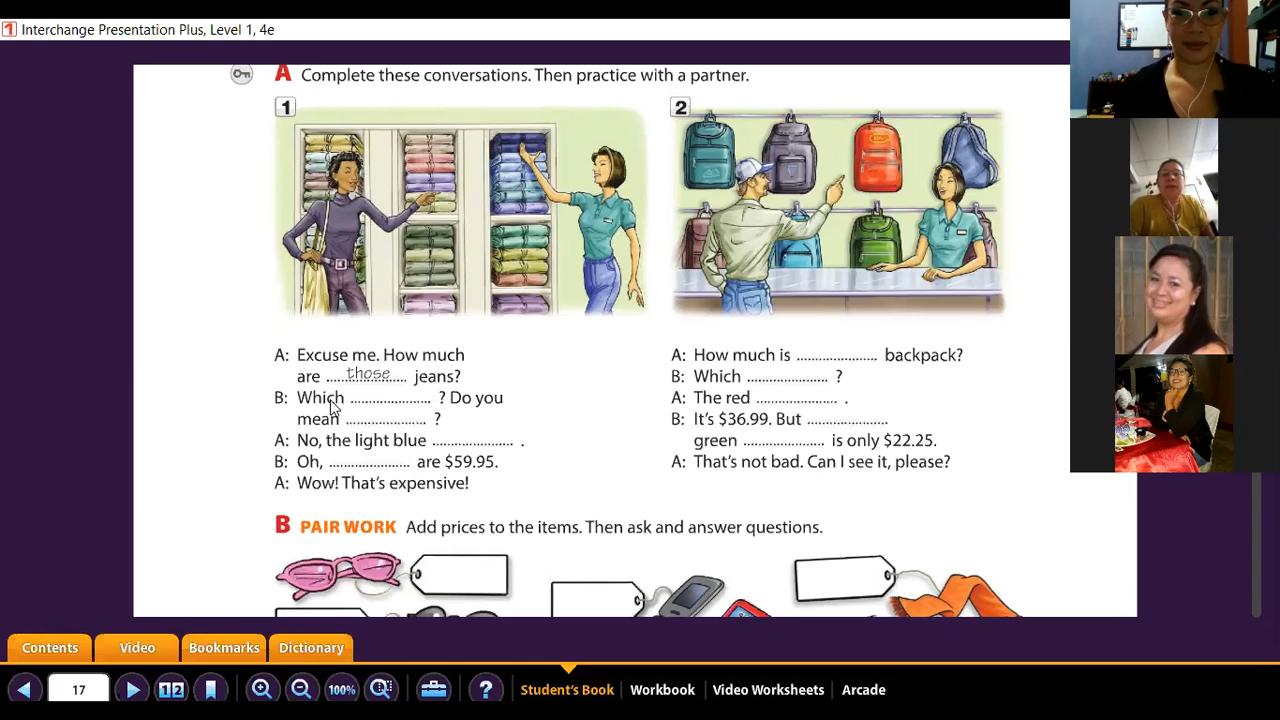 Interchange Presentation Plus, Level 1, 4e
A Complete these conversations. Then practice with a partner.
1
2
A: Excuse me. How much
are ....those.... jeans?
B: Which .................... ? Do you
mean .................... ?
A: No, the light blue .................... .
B: Oh, .................... are $59.95.
A: Wow! That's expensive!
A: How much is .................... backpack?
B: Which .................... ?
A: The red .................... .
B: It's $36.99. But ....................
green .................... is only $22.25.
A: That's not bad. Can I see it, please?
B PAIR WORK Add prices to the items. Then ask and answer questions.
Contents
Video
Bookmarks
Dictionary
17
1 2
100%
?
Student's Book
Workbook
Video Worksheets
Arcade